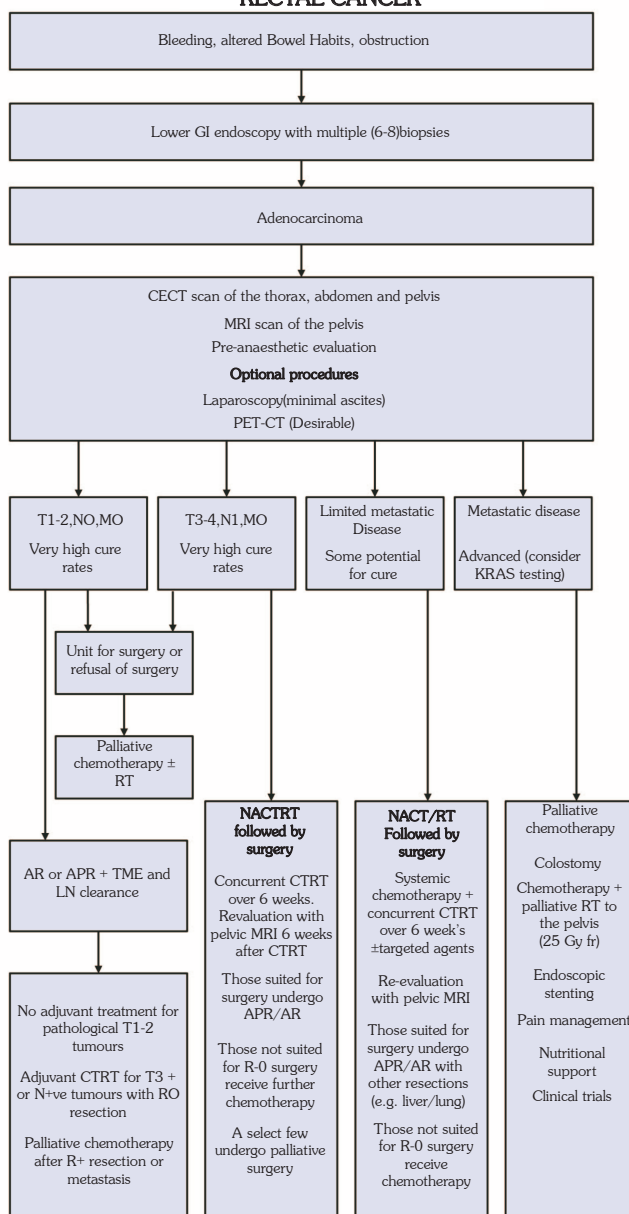 RECTAL CANCER
Bleeding, altered Bowel Habits, obstruction
Lower GI endoscopy with multiple (6-8)biopsies
Adenocarcinoma
CECT scan of the thorax, abdomen and pelvis
MRI scan of the pelvis
Pre-anaesthetic evaluation
Optional procedures
Laparoscopy(minimal ascites)
PET-CT (Desirable)
T1-2,NO,MO
Very high cure
rates
T3-4,N1,MO
Very high cure
rates
Limited metastatic
Disease
Some potential
for cure
Metastatic disease
Advanced (consider
KRAS testing)
Unit for surgery or
refusal of surgery
Palliative
chemotherapy ±
RT
AR or APR + TME and
LN clearance
No adjuvant treatment for
pathological T1-2
tumours
Adjuvant CTRT for T3 +
or N+ve tumours with RO
resection
Palliative chemotherapy
after R+ resection or
metastasis
NACTRT
followed by
surgery
Concurrent CTRT
over 6 weeks.
Revaluation with
pelvic MRI 6 weeks
after CTRT
Those suited for
surgery undergo
APR/AR
Those not suited
for R-0 surgery
receive further
chemotherapy
A select few
undergo palliative
surgery
NACT/RT
Followed by
surgery
Systemic
chemotherapy +
concurrent CTRT
over 6 week's
±targeted agents
Re-evaluation
with pelvic MRI
Those suited for
surgery undergo
APR/AR with
other resections
(e.g. liver/lung)
Those not suited
for R-0 surgery
receive
chemotherapy
Palliative
chemotherapy
Colostomy
Chemotherapy +
palliative RT to
the pelvis
(25 Gy fr)
Endoscopic
stenting
Pain management
Nutritional
support
Clinical trials